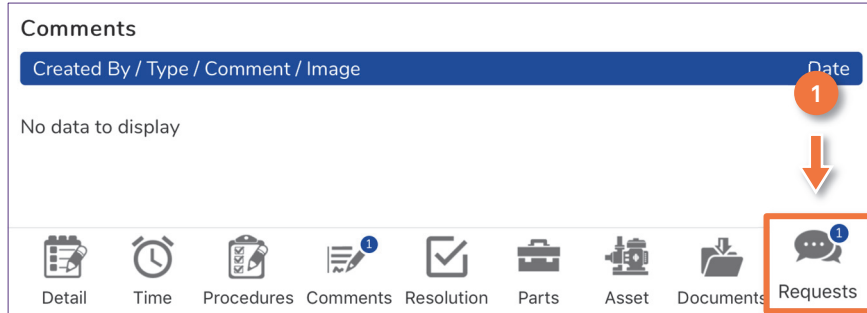 Comments
Created By / Type / Comment / Image Date
1
No data to display
1 1
Detail Time Procedures Comments Resolution Parts Asset Documents Requests